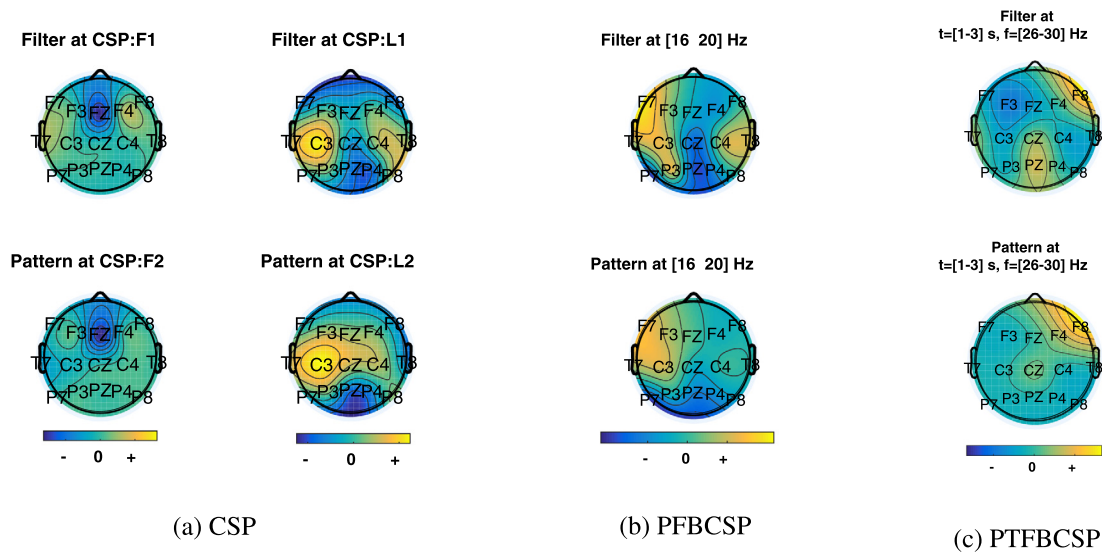 Filter at CSP:F1
F7 F3 FZ F4 F8
T7 C3 CZ C4 T8
P7 P3 PZ P4 P8
Filter at CSP:L1
F7 F3 FZ F4 F8
T7 C3 CZ C4 T8
P7 P3 PZ P4 P8
Filter at [16 20] Hz
F7 F3 FZ F4 F8
T7 C3 CZ C4 T8
P7 P3 PZ P4 P8
Filter at
t=[1-3] s, f=[26-30] Hz
F7 F3 FZ F4 F8
T7 C3 CZ C4 T8
P7 P3 PZ P4 P8
Pattern at CSP:F2
F7 F3 FZ F4 F8
T7 C3 CZ C4 T8
P7 P3 PZ P4 P8
- 0 +
Pattern at CSP:L2
F7 F3 FZ F4 F8
T7 C3 CZ C4 T8
P7 P3 PZ P4 P8
- 0 +
Pattern at [16 20] Hz
F7 F3 FZ F4 F8
T7 C3 CZ C4 T8
P7 P3 PZ P4 P8
- 0 +
Pattern at
t=[1-3] s, f=[26-30] Hz
F7 F3 FZ F4 F8
T7 C3 CZ C4 T8
P7 P3 PZ P4 P8
- 0 +
(a) CSP
(b) PFBCSP
(c) PTFBCSP